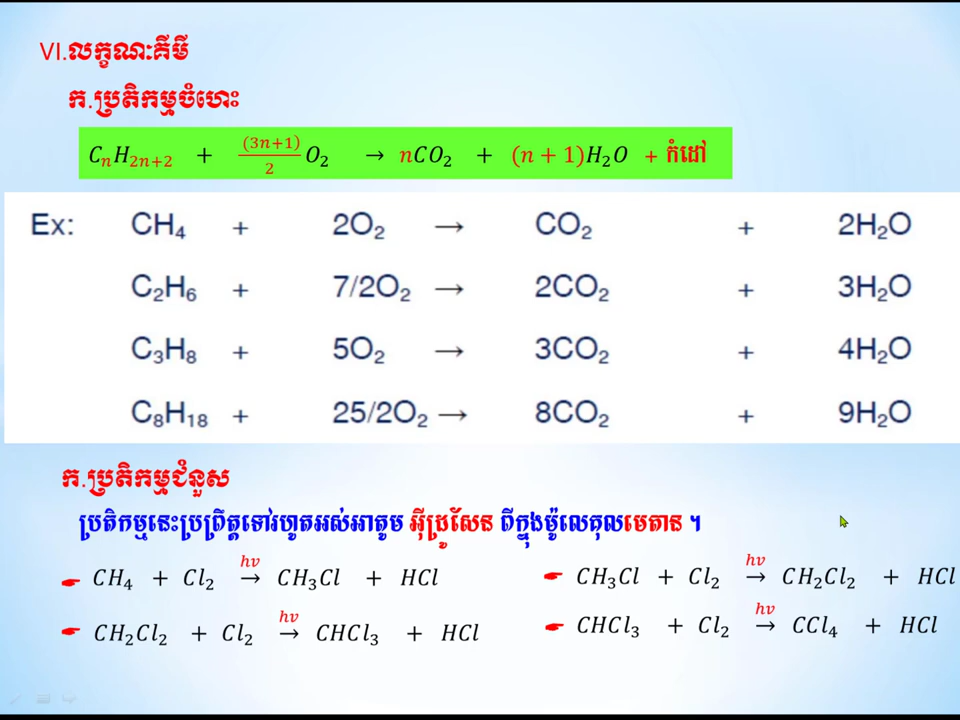 VI.លក្ខណៈគីមី
ក.ប្រតិកម្មចំហេះ
CₙH₂ₙ₊₂ + (3n+1)/2 O₂ → nCO₂ + (n + 1)H₂O + កំដៅ
Ex: CH₄ + 2O₂ → CO₂ + 2H₂O
C₂H₆ + 7/2O₂ → 2CO₂ + 3H₂O
C₃H₈ + 5O₂ → 3CO₂ + 4H₂O
C₈H₁₈ + 25/2O₂ → 8CO₂ + 9H₂O
ក.ប្រតិកម្មជំនួស
ប្រតិកម្មនេះប្រព្រឹត្តទៅរហូតអស់អាតូម អ៊ីដ្រូសែន ពីក្នុងម៉ូលេគុលមេតាន ។
CH₄ + Cl₂ →(hν) CH₃Cl + HCl
CH₃Cl + Cl₂ →(hν) CH₂Cl₂ + HCl
CH₂Cl₂ + Cl₂ →(hν) CHCl₃ + HCl
CHCl₃ + Cl₂ →(hν) CCl₄ + HCl